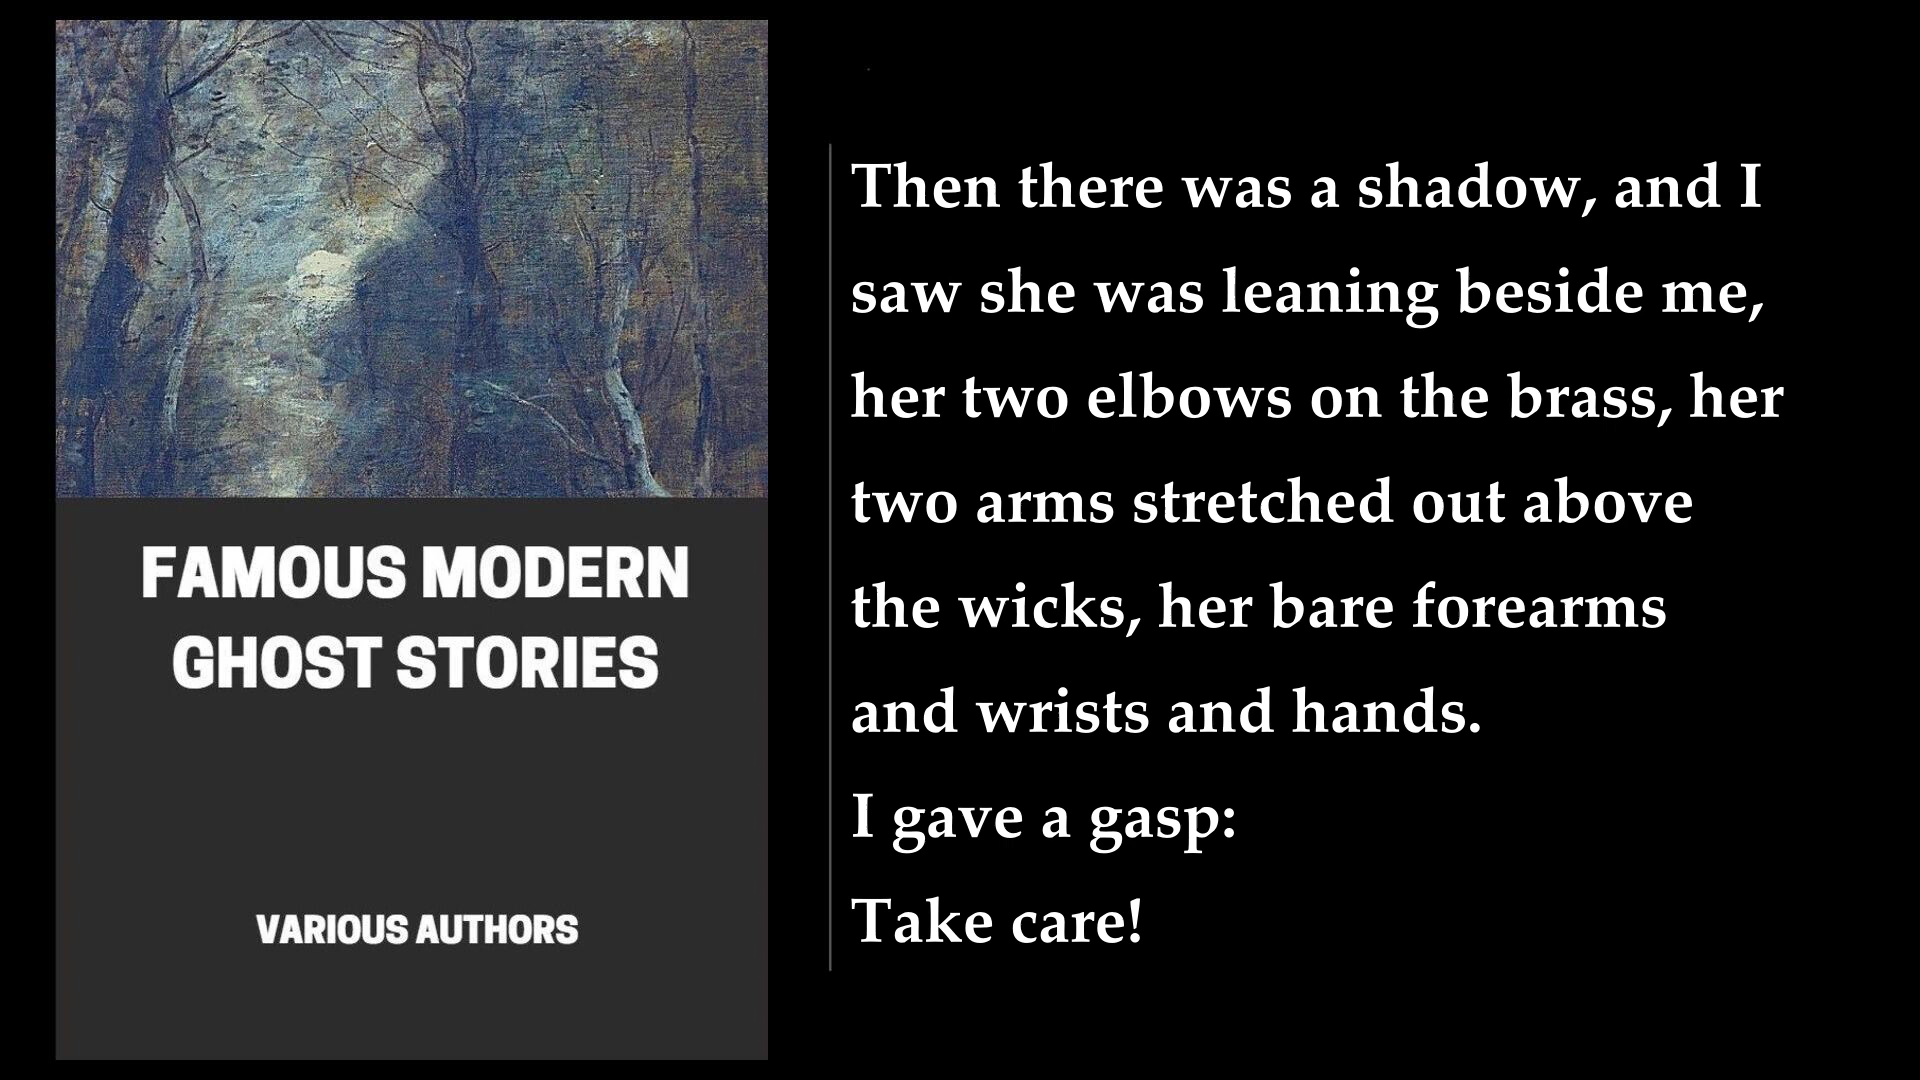 FAMOUS MODERN
GHOST STORIES
VARIOUS AUTHORS
Then there was a shadow, and I
saw she was leaning beside me,
her two elbows on the brass, her
two arms stretched out above
the wicks, her bare forearms
and wrists and hands.
I gave a gasp:
Take care!